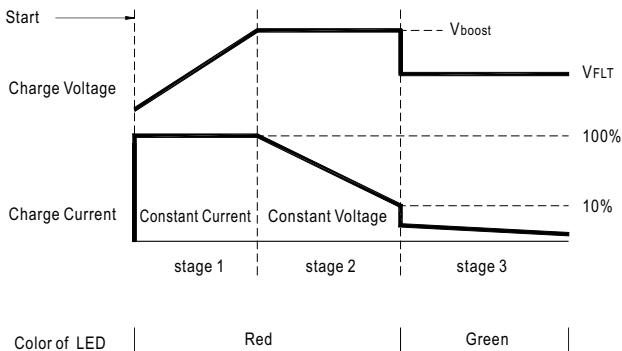 Start
Vboost
Charge Voltage
VFLT
100%
Charge Current
Constant Current
Constant Voltage
10%
stage 1
stage 2
stage 3
Color of LED
Red
Green